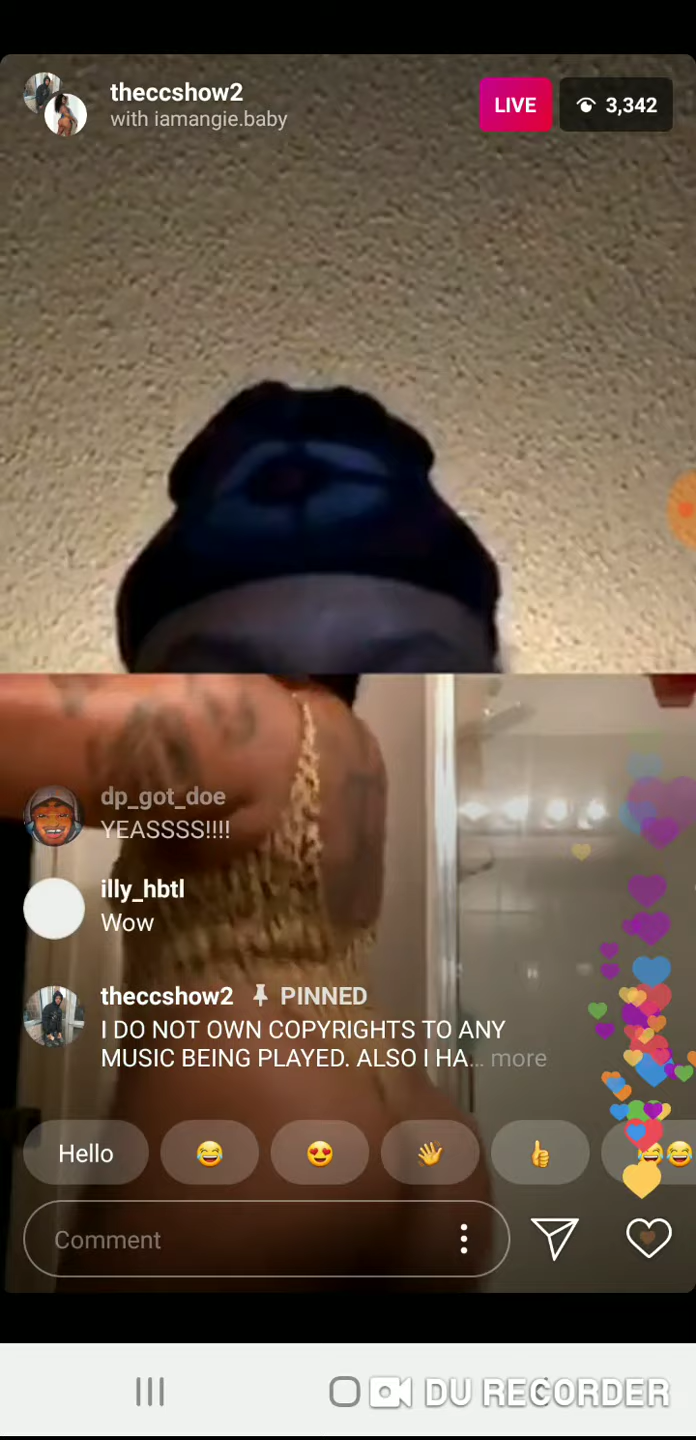 theccshow2
with iamangie.baby
LIVE
3,342
dp_got_doe
YEASSSS!!!!
illy_hbtl
Wow
theccshow2 PINNED
I DO NOT OWN COPYRIGHTS TO ANY
MUSIC BEING PLAYED. ALSO I HA... more
Hello 😂 😍 👋 👍 😂😂
Comment
DU RECORDER